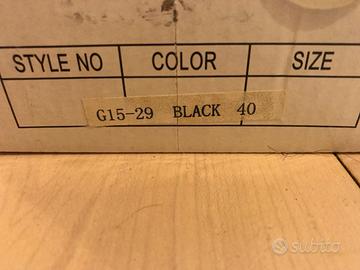 STYLE NO COLOR SIZE
G15-29 BLACK 40
subito